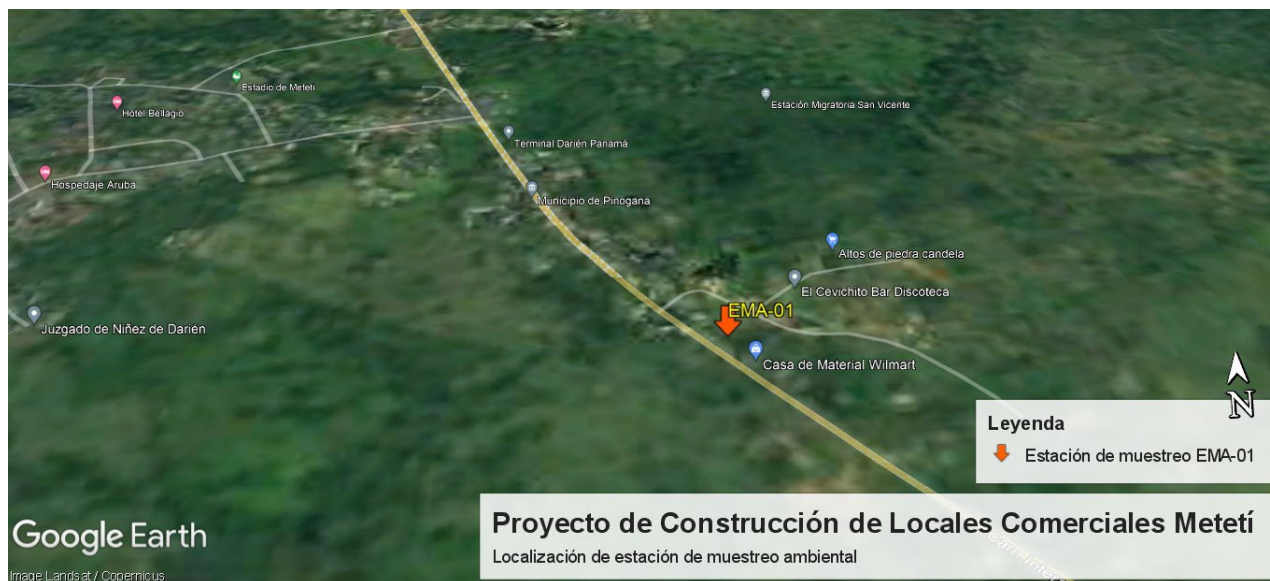 Estadio de Metetí
Hotel Bellagio
Estación Migratoria San Vicente
Terminal Darién Panamá
Hospedaje Aruba
Municipio de Pinogana
Altos de piedra candela
El Cevichito Bar Discoteca
EMA-01
Juzgado de Niñez de Darién
Casa de Material Wilmart
N
Leyenda
Estación de muestreo EMA-01
Proyecto de Construcción de Locales Comerciales Metetí
Localización de estación de muestreo ambiental
Google Earth
Image Landsat / Copernicus